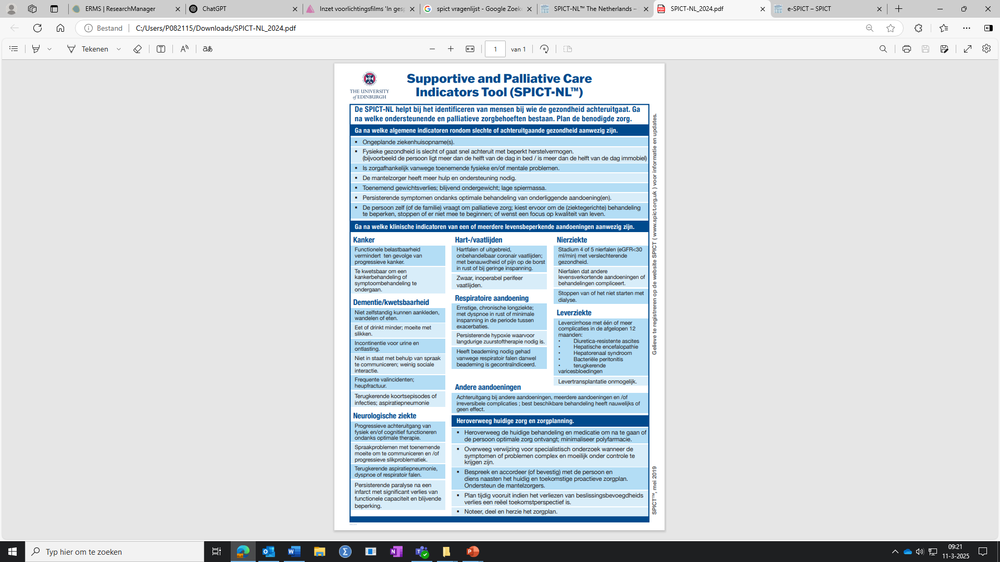 ERMS | ResearchManager
ChatGPT
Inzet voorlichtingsfilms 'In gesp
spict vragenlijst - Google Zoeke
SPICT-NL™ The Netherlands –
SPICT-NL_2024.pdf
e-SPICT – SPICT
Bestand
C:/Users/P082115/Downloads/SPICT-NL_2024.pdf
Tekenen
1
van 1
THE UNIVERSITY
of EDINBURGH
Supportive and Palliative Care
Indicators Tool (SPICT-NL™)
De SPICT-NL helpt bij het identificeren van mensen bij wie de gezondheid achteruitgaat. Ga
na welke ondersteunende en palliatieve zorgbehoeften bestaan. Plan de benodigde zorg.
Ga na welke algemene indicatoren rondom slechte of achteruitgaande gezondheid aanwezig zijn.
▪ Ongeplande ziekenhuisopname(s).
▪ Fysieke gezondheid is slecht of gaat snel achteruit met beperkt herstelvermogen.
(bijvoorbeeld de persoon ligt meer dan de helft van de dag in bed / is meer dan de helft van de dag immobiel)
▪ Is zorgafhankelijk vanwege toenemende fysieke en/of mentale problemen.
▪ De mantelzorger heeft meer hulp en ondersteuning nodig.
▪ Toenemend gewichtsverlies; blijvend ondergewicht; lage spiermassa.
▪ Persisterende symptomen ondanks optimale behandeling van onderliggende aandoening(en).
▪ De persoon zelf (of de familie) vraagt om palliatieve zorg; kiest ervoor om de (ziektegerichte) behandeling
te beperken, stoppen of er niet mee te beginnen; of wenst een focus op kwaliteit van leven.
Ga na welke klinische indicatoren van een of meerdere levensbeperkende aandoeningen aanwezig zijn.
Kanker
Functionele belastbaarheid
vermindert ten gevolge van
progressieve kanker.
Te kwetsbaar om een
kankerbehandeling of
symptoombehandeling te
ondergaan.
Dementie/kwetsbaarheid
Niet zelfstandig kunnen aankleden,
wandelen of eten.
Eet of drinkt minder; moeite met
slikken.
Incontinentie voor urine en
ontlasting.
Niet in staat met behulp van spraak
te communiceren; weinig sociale
interactie.
Frequente valincidenten;
heupfractuur.
Terugkerende koortsepisodes of
infecties; aspiratiepneumonie
Neurologische ziekte
Progressieve achteruitgang van
fysiek en/of cognitief functioneren
ondanks optimale therapie.
Spraakproblemen met toenemende
moeite om te communiceren en /of
progressieve slikproblematiek.
Terugkerende aspiratiepneumonie,
dyspnoe of respiratoir falen.
Persisterende paralyse na een
infarct met significant verlies van
functionele capaciteit en blijvende
beperking.
Hart-/vaatlijden
Hartfalen of uitgebreid,
onbehandelbaar coronair vaatlijden;
met benauwdheid of pijn op de borst
in rust of bij geringe inspanning.
Zwaar, inoperabel perifeer
vaatlijden.
Respiratoire aandoening
Ernstige, chronische longziekte;
met dyspnoe in rust of minimale
inspanning in de periode tussen
exacerbaties.
Persisterende hypoxie waarvoor
langdurige zuurstoftherapie nodig is.
Heeft beademing nodig gehad
vanwege respiratoir falen danwel
beademing is gecontraïndiceerd.
Nierziekte
Stadium 4 of 5 nierfalen (eGFR<30
ml/min) met verslechterende
gezondheid.
Nierfalen dat andere
levensverkortende aandoeningen of
behandelingen compliceert.
Stoppen van of het niet starten met
dialyse.
Leverziekte
Levercirrhose met één of meer
complicaties in de afgelopen 12
maanden:
• Diuretica-resistente ascites
• Hepatische encefalopathie
• Hepatorenaal syndroom
• Bacteriële peritonitis
• terugkerende
varicesbloedingen
Levertransplantatie onmogelijk.
Andere aandoeningen
Achteruitgang bij andere aandoeningen, meerdere aandoeningen en /of
irreversibele complicaties ; best beschikbare behandeling heeft nauwelijks of
geen effect.
Heroverweeg huidige zorg en zorgplanning.
▪ Heroverweeg de huidige behandeling en medicatie om na te gaan of
de persoon optimale zorg ontvangt; minimaliseer polyfarmacie.
▪ Overweeg verwijzing voor specialistisch onderzoek wanneer de
symptomen of problemen complex en moeilijk onder controle te
krijgen zijn.
▪ Bespreek en accordeer (of bevestig) met de persoon en
diens naasten het huidig en toekomstige proactieve zorgplan.
Ondersteun de mantelzorgers.
▪ Plan tijdig vooruit indien het verliezen van beslissingsbevoegdheids
verlies een reëel toekomstperspectief is.
▪ Noteer, deel en herzie het zorgplan.
Gelieve te registreren op de website SPICT ( www.spict.org.uk ) voor informatie en updates.
SPICT™, mei 2019
Typ hier om te zoeken
09:21
11-3-2025